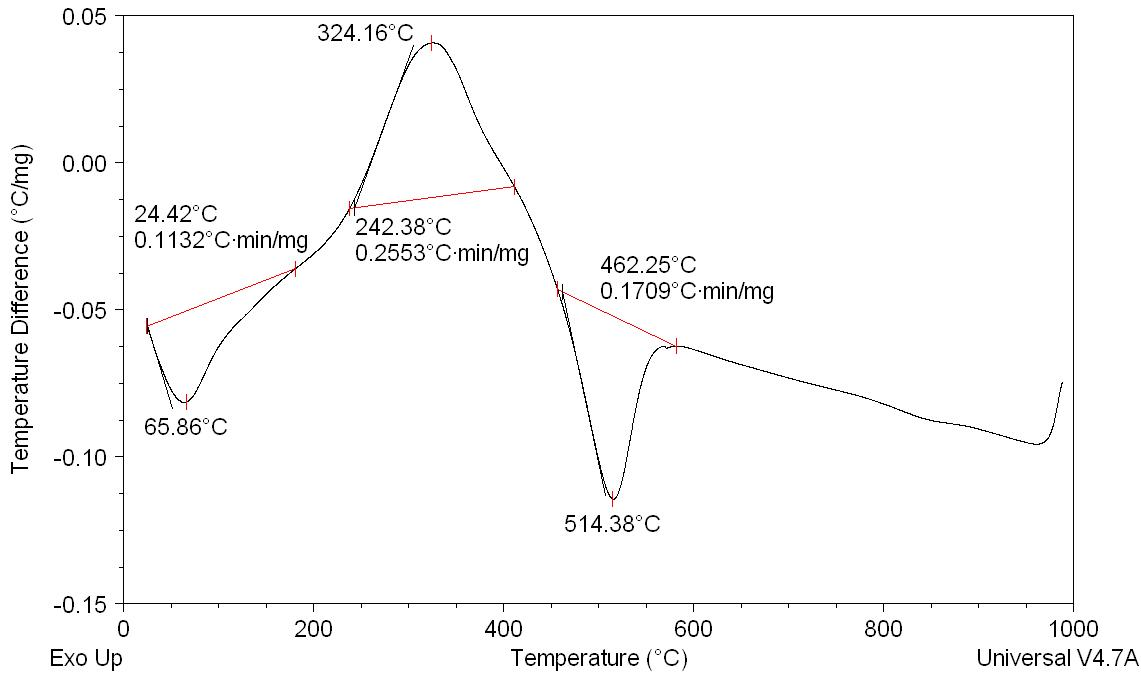 0.05
324.16°C
0.00
24.42°C
0.1132°C·min/mg
242.38°C
0.2553°C·min/mg
462.25°C
0.1709°C·min/mg
-0.05
65.86°C
-0.10
514.38°C
-0.15
Temperature Difference (°C/mg)
0 200 400 600 800 1000
Exo Up Temperature (°C) Universal V4.7A